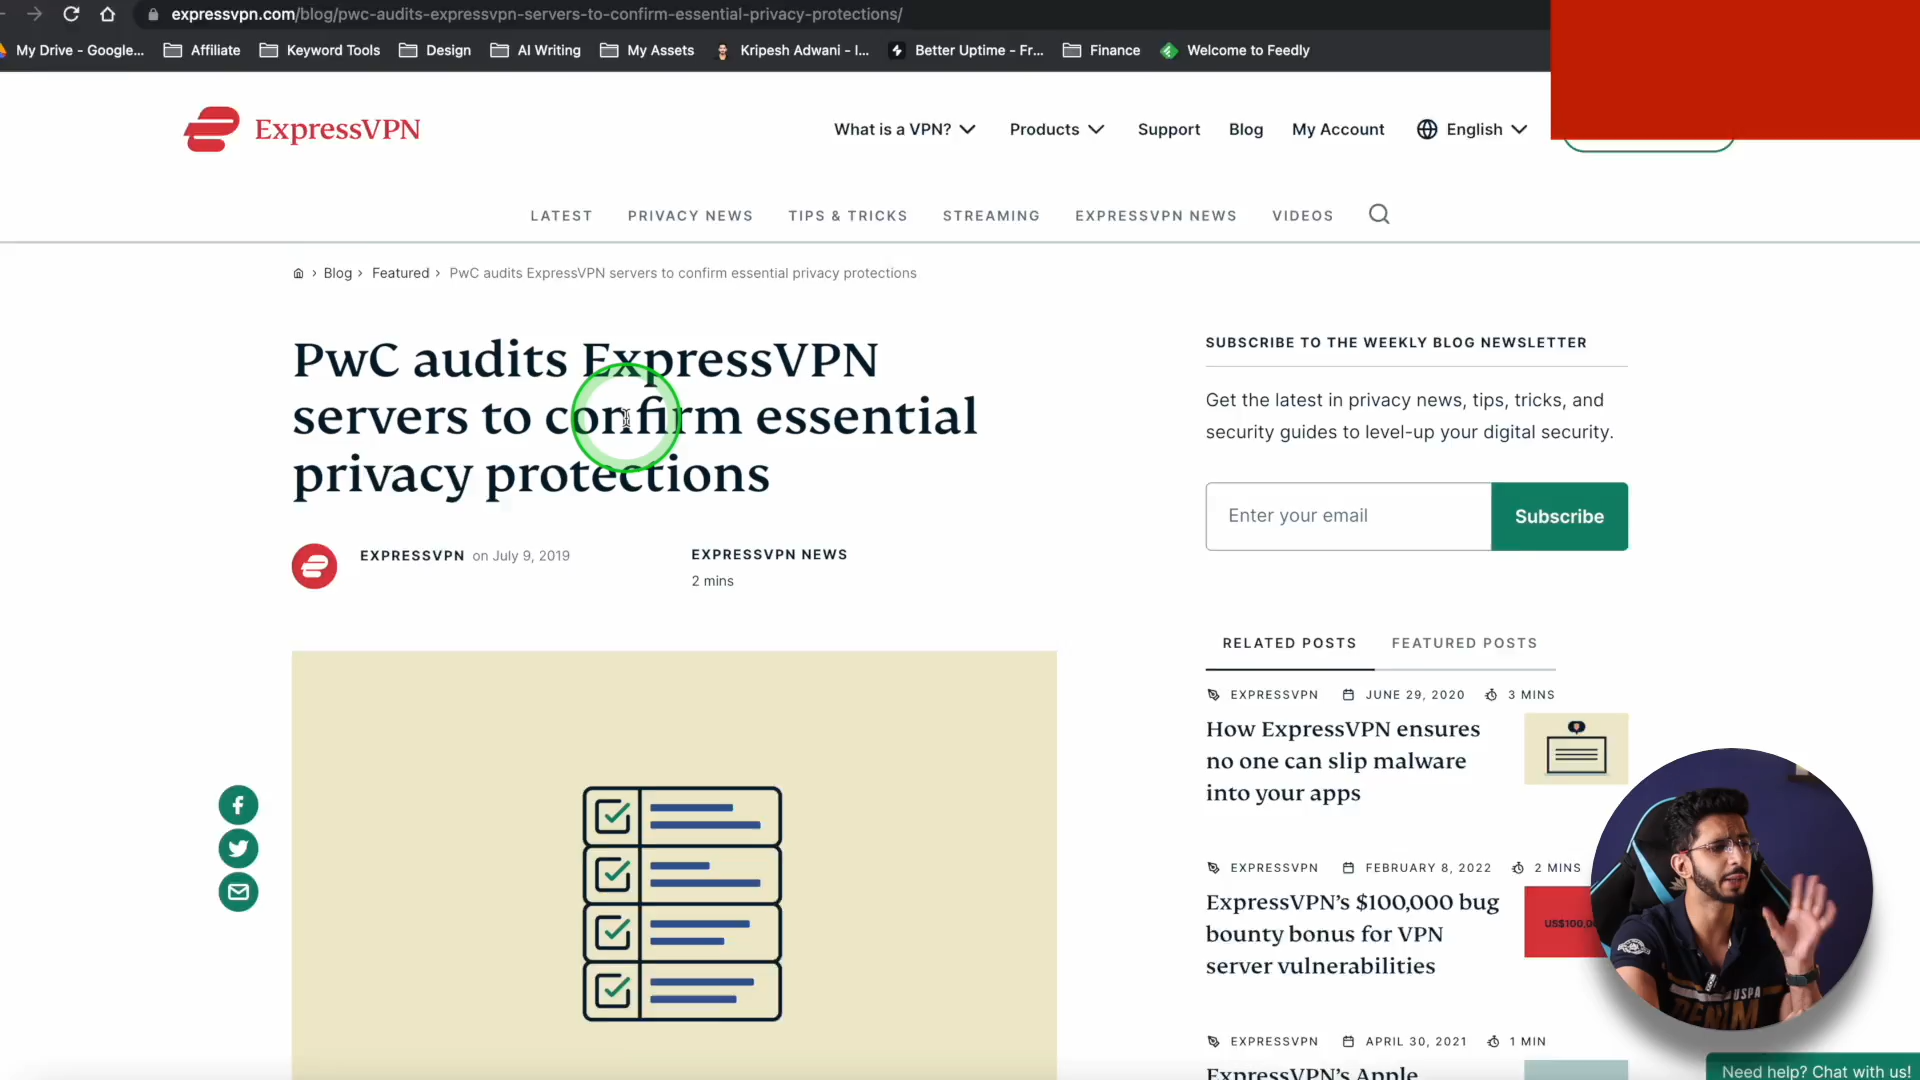 expressvpn.com/blog/pwc-audits-expressvpn-servers-to-confirm-essential-privacy-protections/
My Drive - Google... Affiliate Keyword Tools Design AI Writing My Assets Kripesh Adwani - I... Better Uptime - Fr... Finance Welcome to Feedly
ExpressVPN
What is a VPN? Products Support Blog My Account English
LATEST PRIVACY NEWS TIPS & TRICKS STREAMING EXPRESSVPN NEWS VIDEOS
Blog › Featured › PwC audits ExpressVPN servers to confirm essential privacy protections
PwC audits ExpressVPN
servers to confirm essential
privacy protections
EXPRESSVPN on July 9, 2019
EXPRESSVPN NEWS
2 mins
SUBSCRIBE TO THE WEEKLY BLOG NEWSLETTER
Get the latest in privacy news, tips, tricks, and
security guides to level-up your digital security.
Enter your email Subscribe
RELATED POSTS FEATURED POSTS
EXPRESSVPN JUNE 29, 2020 3 MINS
How ExpressVPN ensures
no one can slip malware
into your apps
EXPRESSVPN FEBRUARY 8, 2022 2 MINS
ExpressVPN's $100,000 bug
bounty bonus for VPN
server vulnerabilities
EXPRESSVPN APRIL 30, 2021 1 MIN
ExpressVPN's Apple
Need help? Chat with us!